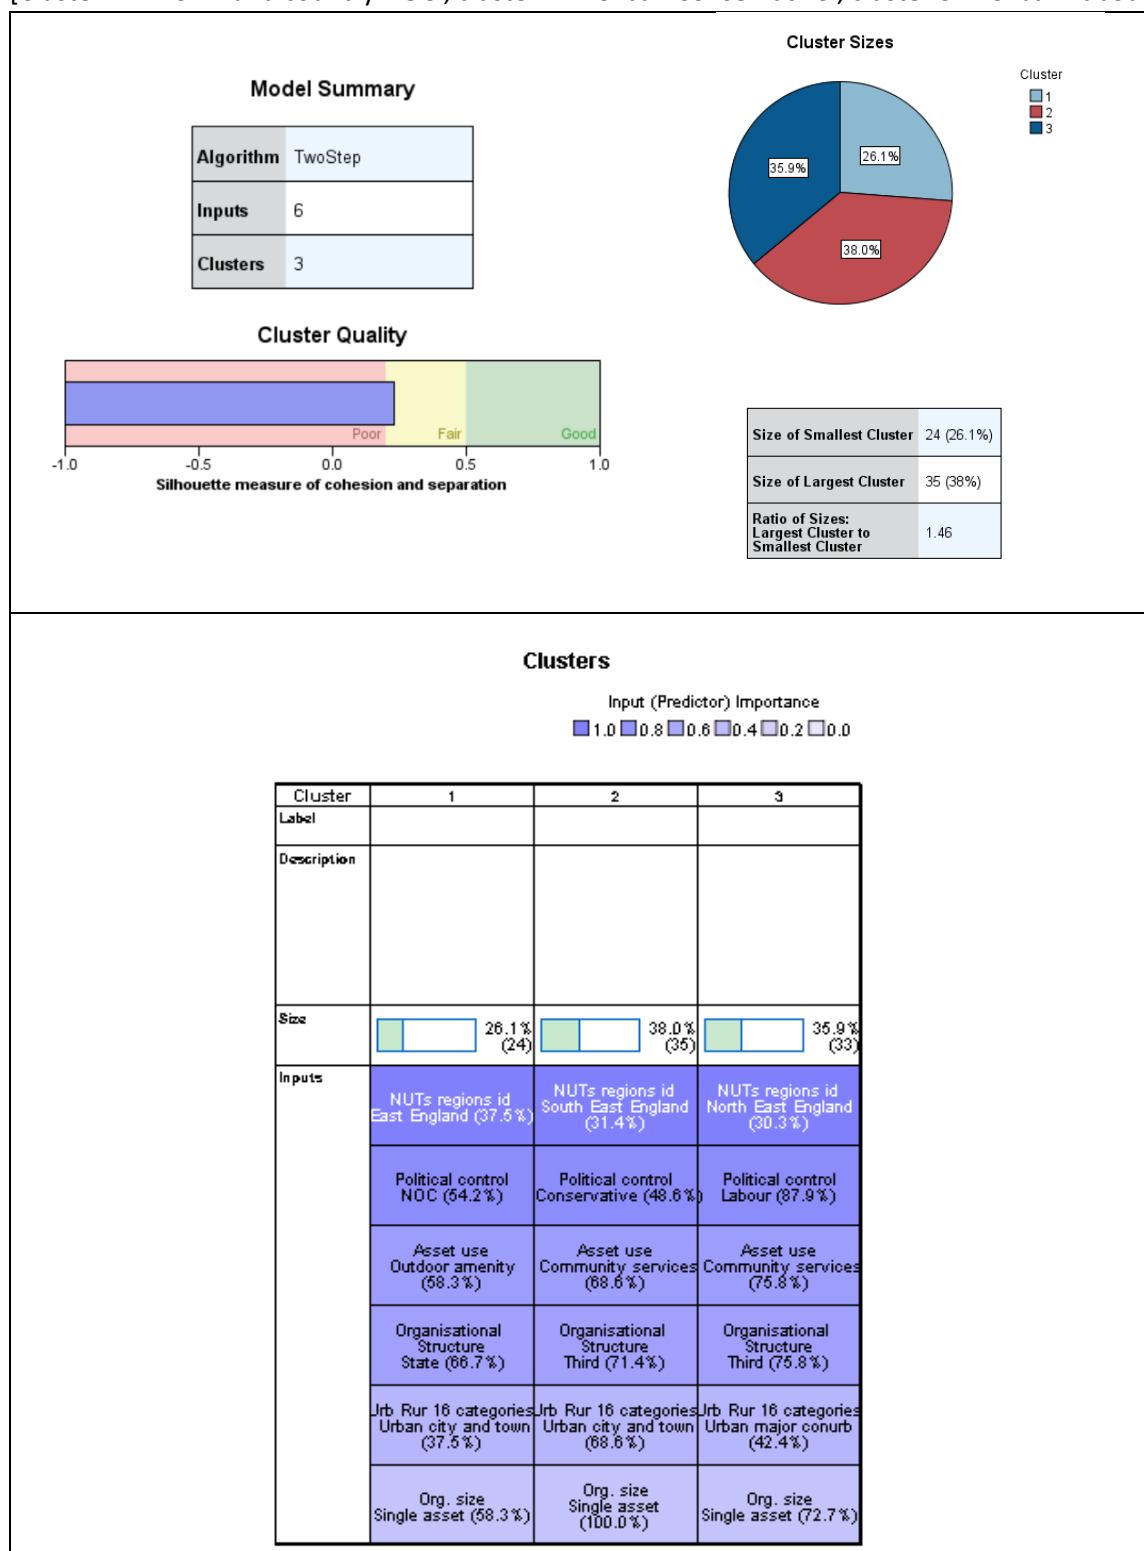 Cluster Sizes
Model Summary
Cluster
1
2
3
Algorithm TwoStep
Inputs 6
Clusters 3
35.9%
26.1%
38.0%
Cluster Quality
Poor Fair Good
-1.0 -0.5 0.0 0.5 1.0
Silhouette measure of cohesion and separation
Size of Smallest Cluster 24 (26.1%)
Size of Largest Cluster 35 (38%)
Ratio of Sizes:
Largest Cluster to
Smallest Cluster
1.46
Clusters
Input (Predictor) Importance
1.0 0.8 0.6 0.4 0.2 0.0
Cluster 1 2 3
Label
Description
Size
26.1%
(24)
38.0%
(35)
35.9%
(33)
Inputs
NUTs regions id
East England (37.5%)
NUTs regions id
South East England
(31.4%)
NUTs regions id
North East England
(30.3%)
Political control
NOC (54.2%)
Political control
Conservative (48.6%)
Political control
Labour (87.9%)
Asset use
Outdoor amenity
(58.3%)
Asset use
Community services
(68.6%)
Asset use
Community services
(75.8%)
Organisational
Structure
State (66.7%)
Organisational
Structure
Third (71.4%)
Organisational
Structure
Third (75.8%)
Urb Rur 16 categories
Urban city and town
(37.5%)
Urb Rur 16 categories
Urban city and town
(68.6%)
Urb Rur 16 categories
Urban major conurb
(42.4%)
Org. size
Single asset (58.3%)
Org. size
Single asset
(100.0%)
Org. size
Single asset (72.7%)